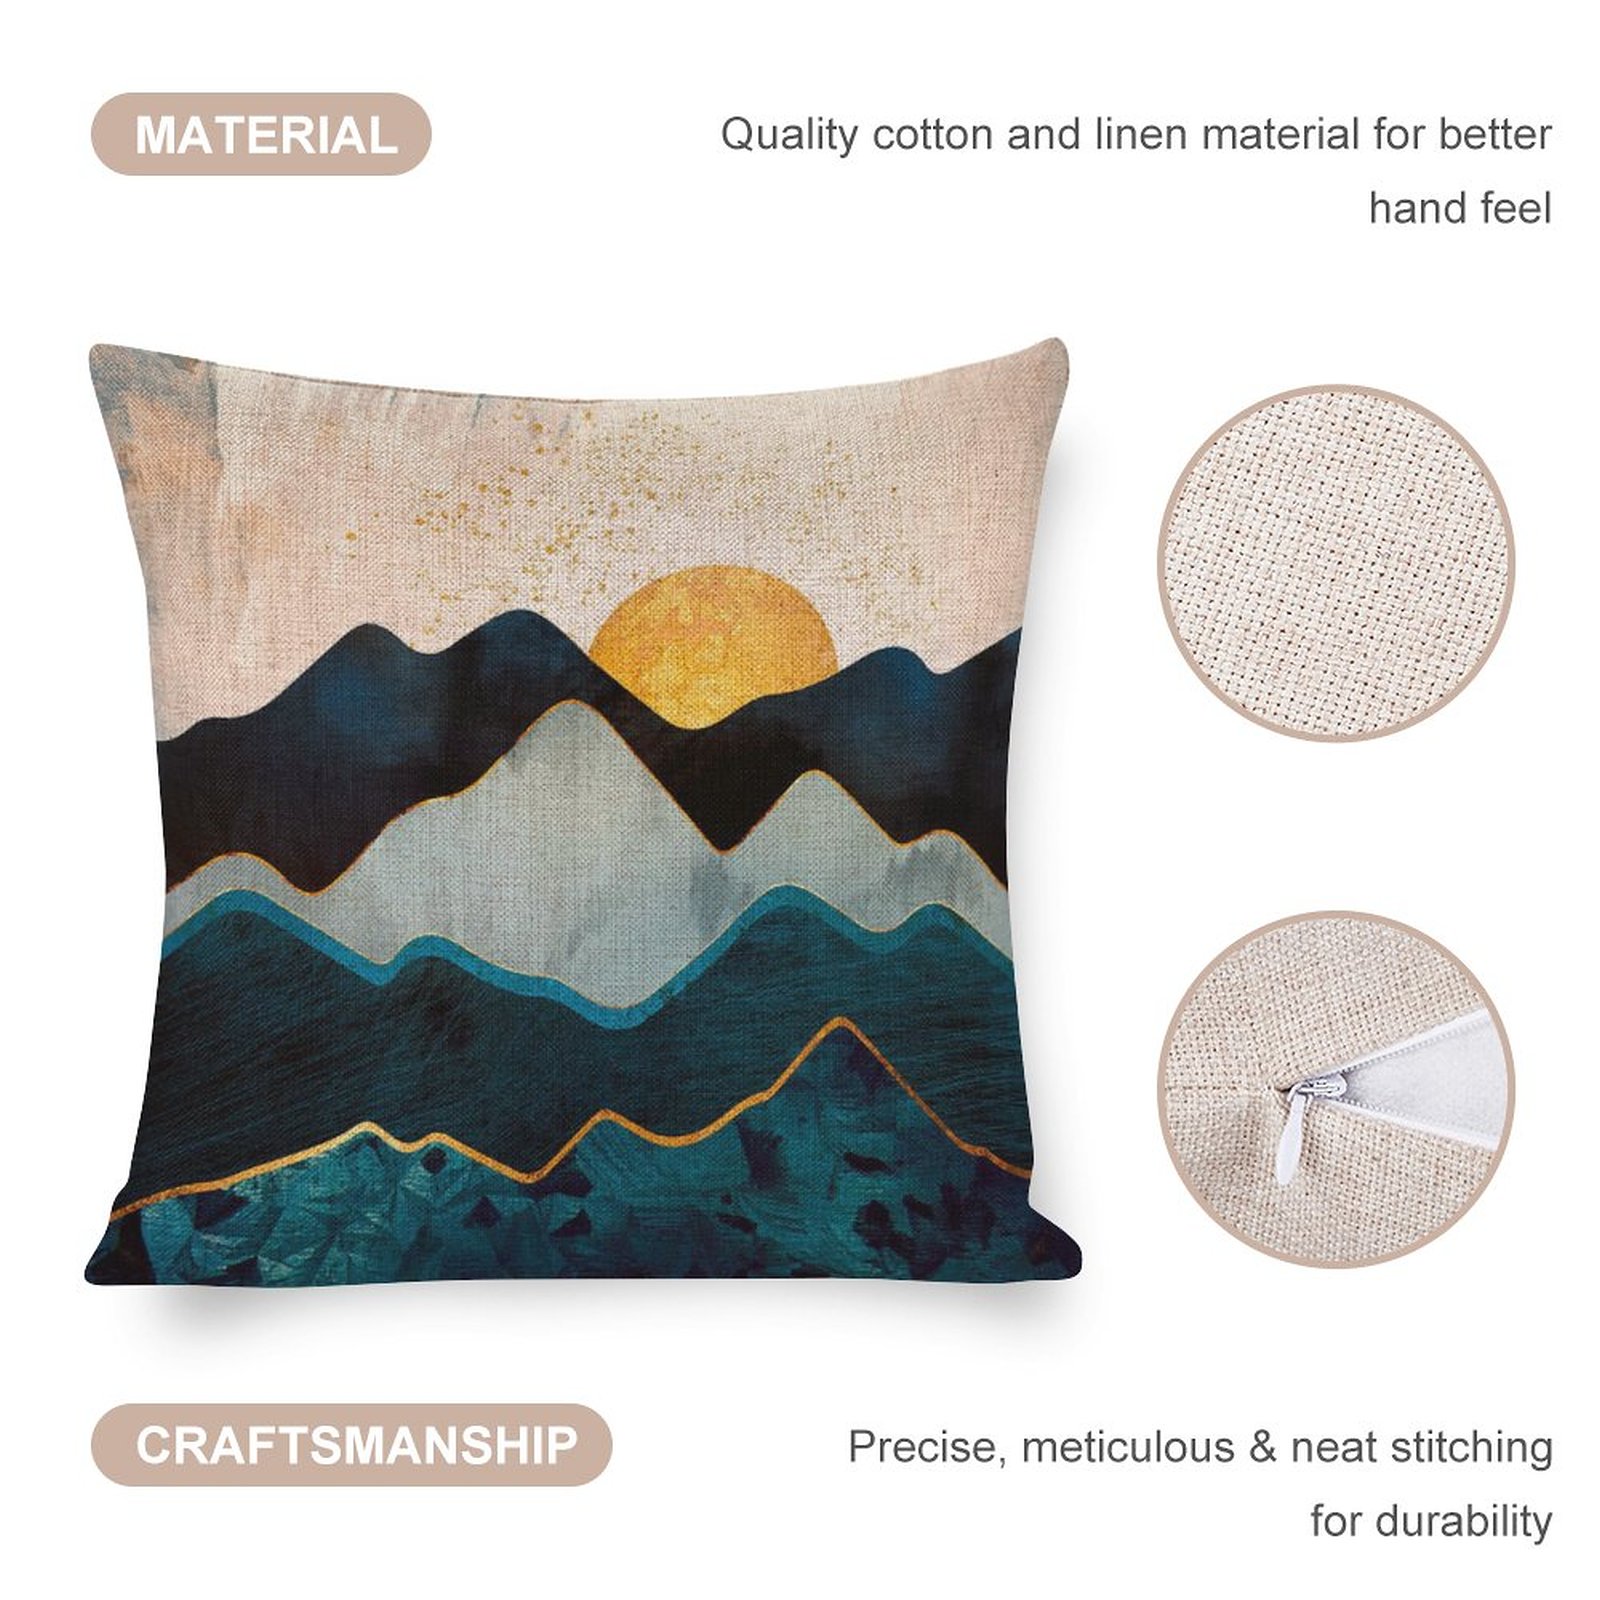 MATERIAL
Quality cotton and linen material for better
hand feel
CRAFTSMANSHIP
Precise, meticulous & neat stitching
for durability